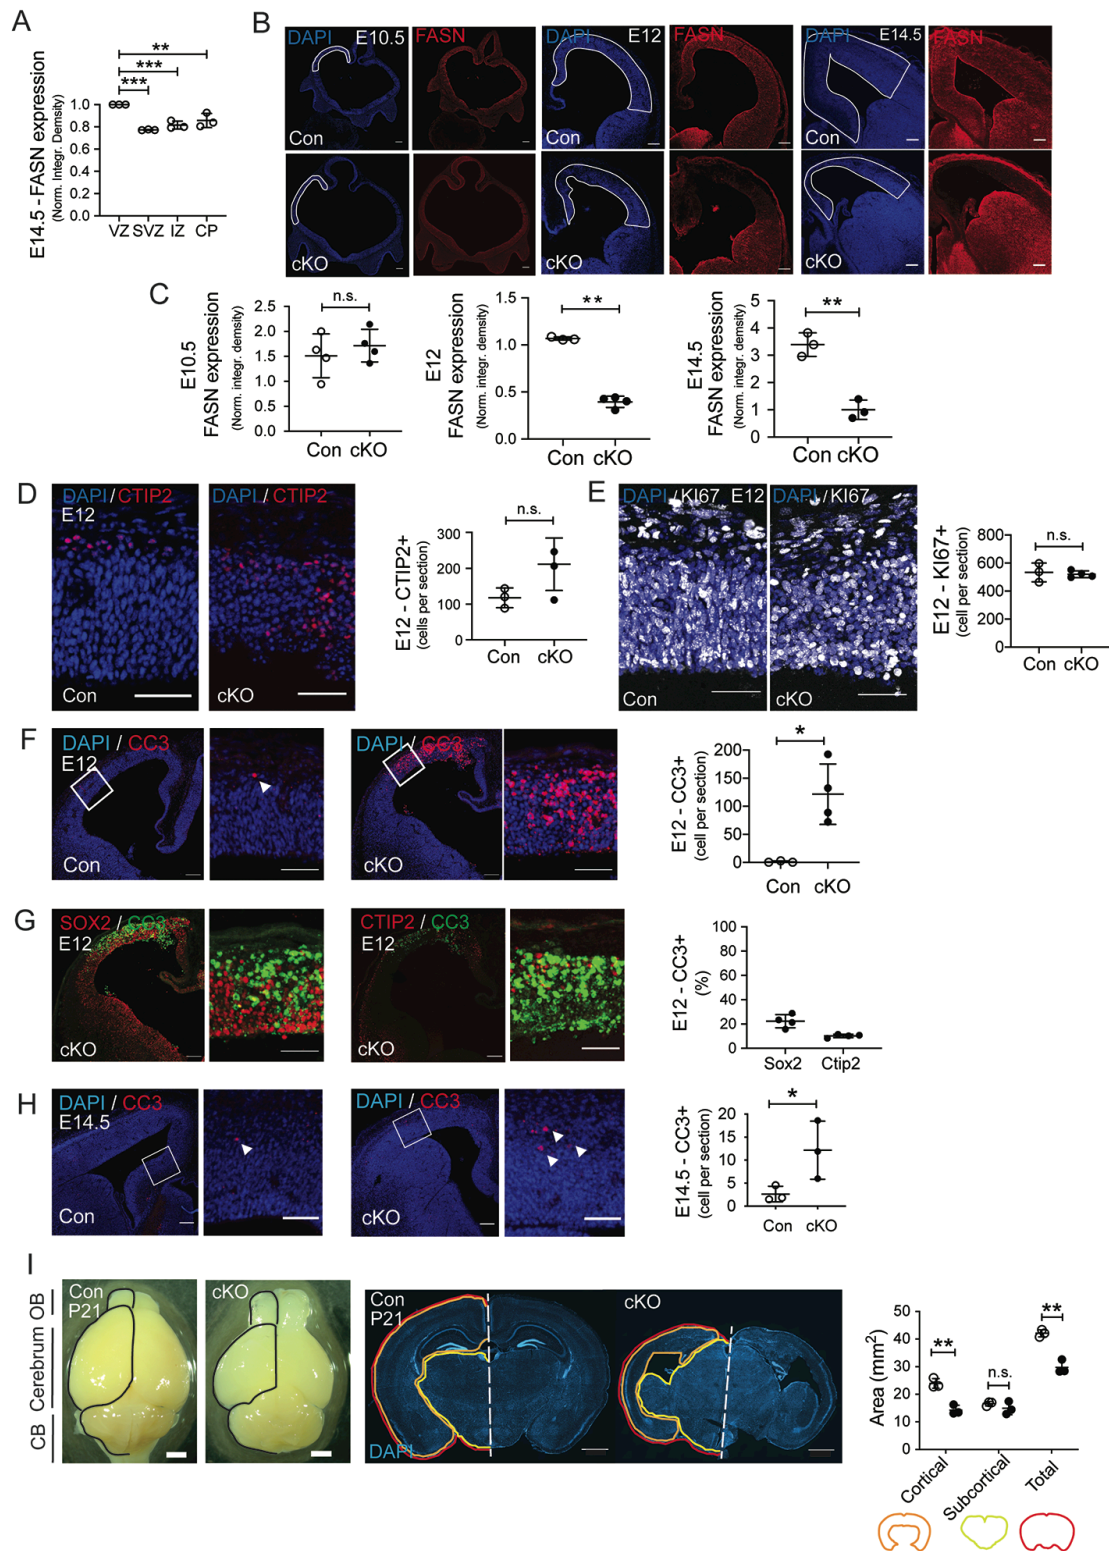 A
E14.5 - FASN expression
(Norm. Integr. Demsity)
**
***
***
1.0
0.8
0.6
0.4
0.2
0.0
VZ SVZ IZ CP
B
DAPI E10.5 FASN DAPI E12 FASN DAPI E14.5 FASN
Con Con Con
cKO cKO cKO
C
E10.5
FASN expression
(Norm. integr. density)
2.5
2.0
1.5
1.0
0.5
0.0
n.s.
Con cKO
E12
FASN expression
(Norm. integr. density)
1.5
1.0
0.5
0.0
**
Con cKO
E14.5
FASN expression
(Norm. integr. density)
5
4
3
2
1
0
**
Con cKO
D
DAPI/CTIP2
E12
Con
DAPI/CTIP2
cKO
E12 - CTIP2+
(cells per section)
300
200
100
0
n.s.
Con cKO
E
DAPI/KI67 E12
Con
DAPI/KI67
cKO
E12 - KI67+
(cell per section)
800
600
400
200
0
n.s.
Con cKO
F
DAPI / CC3
E12
Con
DAPI / CC3
cKO
E12 - CC3+
(cell per section)
200
150
100
50
0
*
Con cKO
G
SOX2 / CC3
E12
cKO
CTIP2 / CC3
E12
cKO
E12 - CC3+
(%)
100
80
60
40
20
0
Sox2 Ctip2
H
DAPI / CC3
E14.5
Con
DAPI / CC3
cKO
E14.5 - CC3+
(cell per section)
20
15
10
5
0
*
Con cKO
I
OB
Cerebrum
CB
Con
P21
cKO
Con
P21
DAPI
cKO
Area (mm²)
50
40
30
20
10
0
**
n.s.
**
Cortical
Subcortical
Total